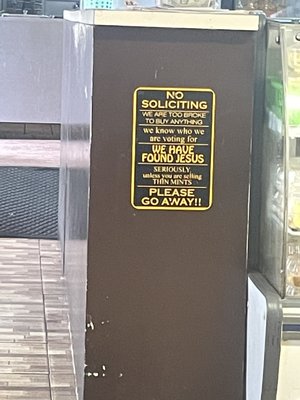 NO
SOLICITING
WE ARE TOO BROKE
TO BUY ANYTHING
we know who we
are voting for
WE HAVE
FOUND JESUS
SERIOUSLY,
unless you are selling
THIN MINTS
PLEASE
GO AWAY!!